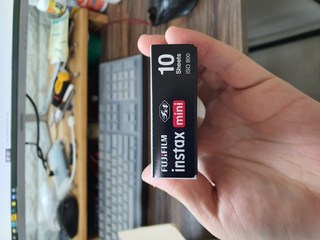 FUJIFILM
instax mini
10
Sheets
ISO 800